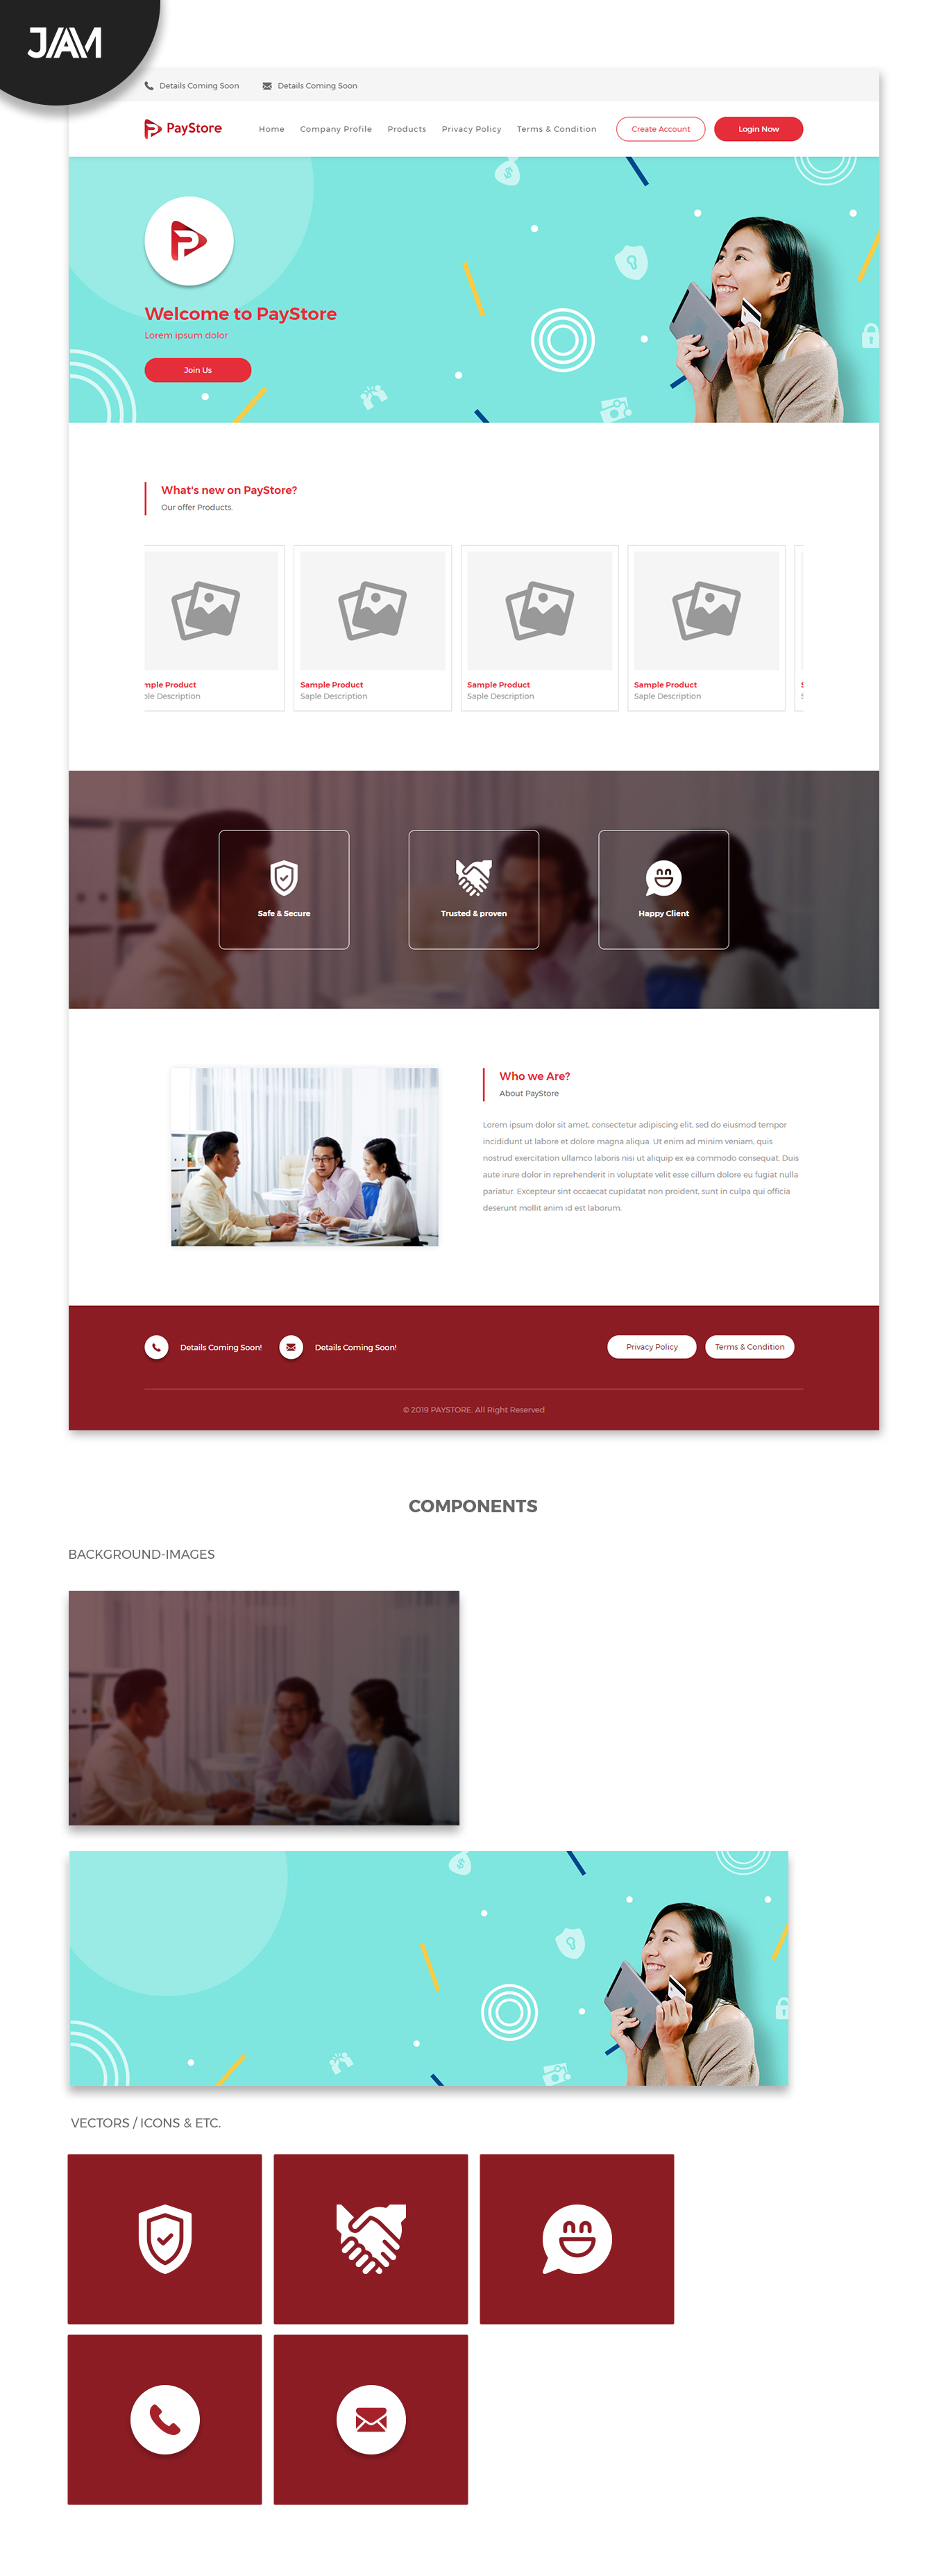 JAM
Details Coming Soon
Details Coming Soon
PayStore
Home
Company Profile
Products
Privacy Policy
Terms & Condition
Create Account
Login Now
Welcome to PayStore
Lorem ipsum dolor
Join Us
What's new on PayStore?
Our offer Products.
mple Product
ple Description
Sample Product
Saple Description
Sample Product
Saple Description
Sample Product
Saple Description
Safe & Secure
Trusted & proven
Happy Client
Who we Are?
About PayStore
Lorem ipsum dolor sit amet, consectetur adipiscing elit, sed do eiusmod tempor
incididunt ut labore et dolore magna aliqua. Ut enim ad minim veniam, quis
nostrud exercitation ullamco laboris nisi ut aliquip ex ea commodo consequat. Duis
aute irure dolor in reprehenderit in voluptate velit esse cillum dolore eu fugiat nulla
pariatur. Excepteur sint occaecat cupidatat non proident, sunt in culpa qui officia
deserunt mollit anim id est laborum.
Details Coming Soon!
Details Coming Soon!
Privacy Policy
Terms & Condition
© 2019 PAYSTORE. All Right Reserved
COMPONENTS
BACKGROUND-IMAGES
VECTORS / ICONS & ETC.